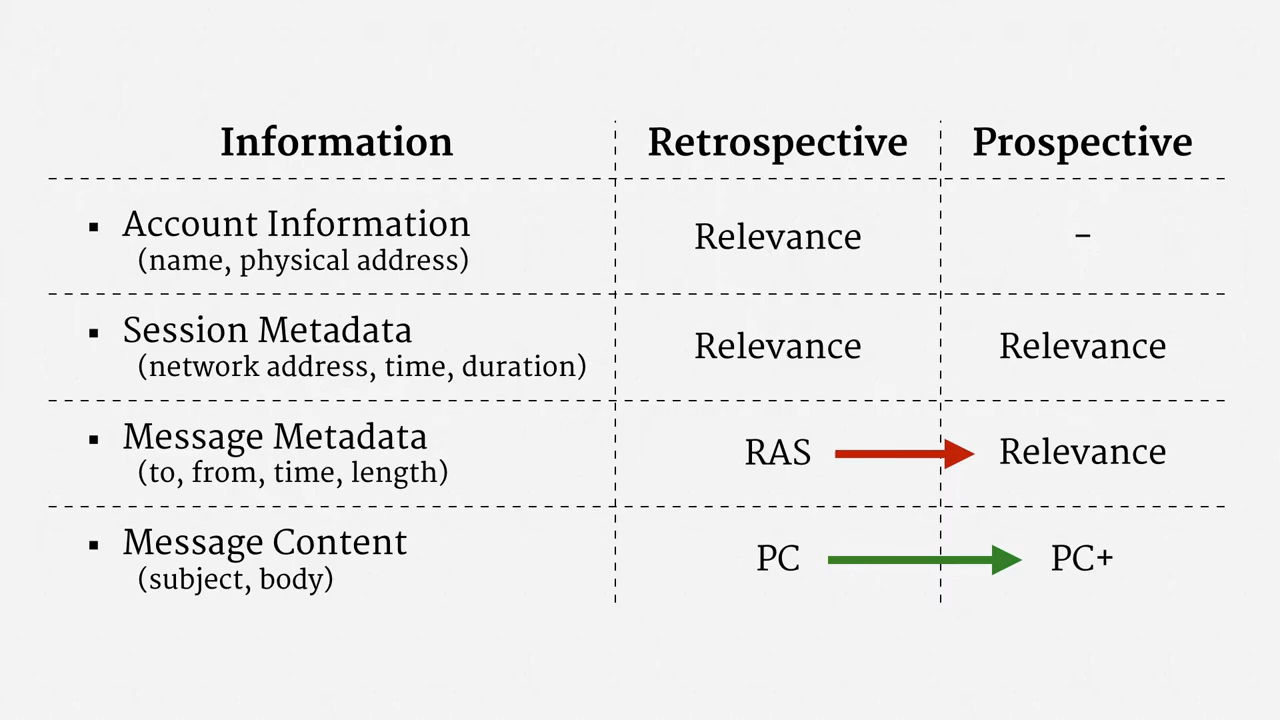 Information Retrospective Prospective
▪ Account Information
(name, physical address)
Relevance -
▪ Session Metadata
(network address, time, duration)
Relevance Relevance
▪ Message Metadata
(to, from, time, length)
RAS Relevance
▪ Message Content
(subject, body)
PC PC+